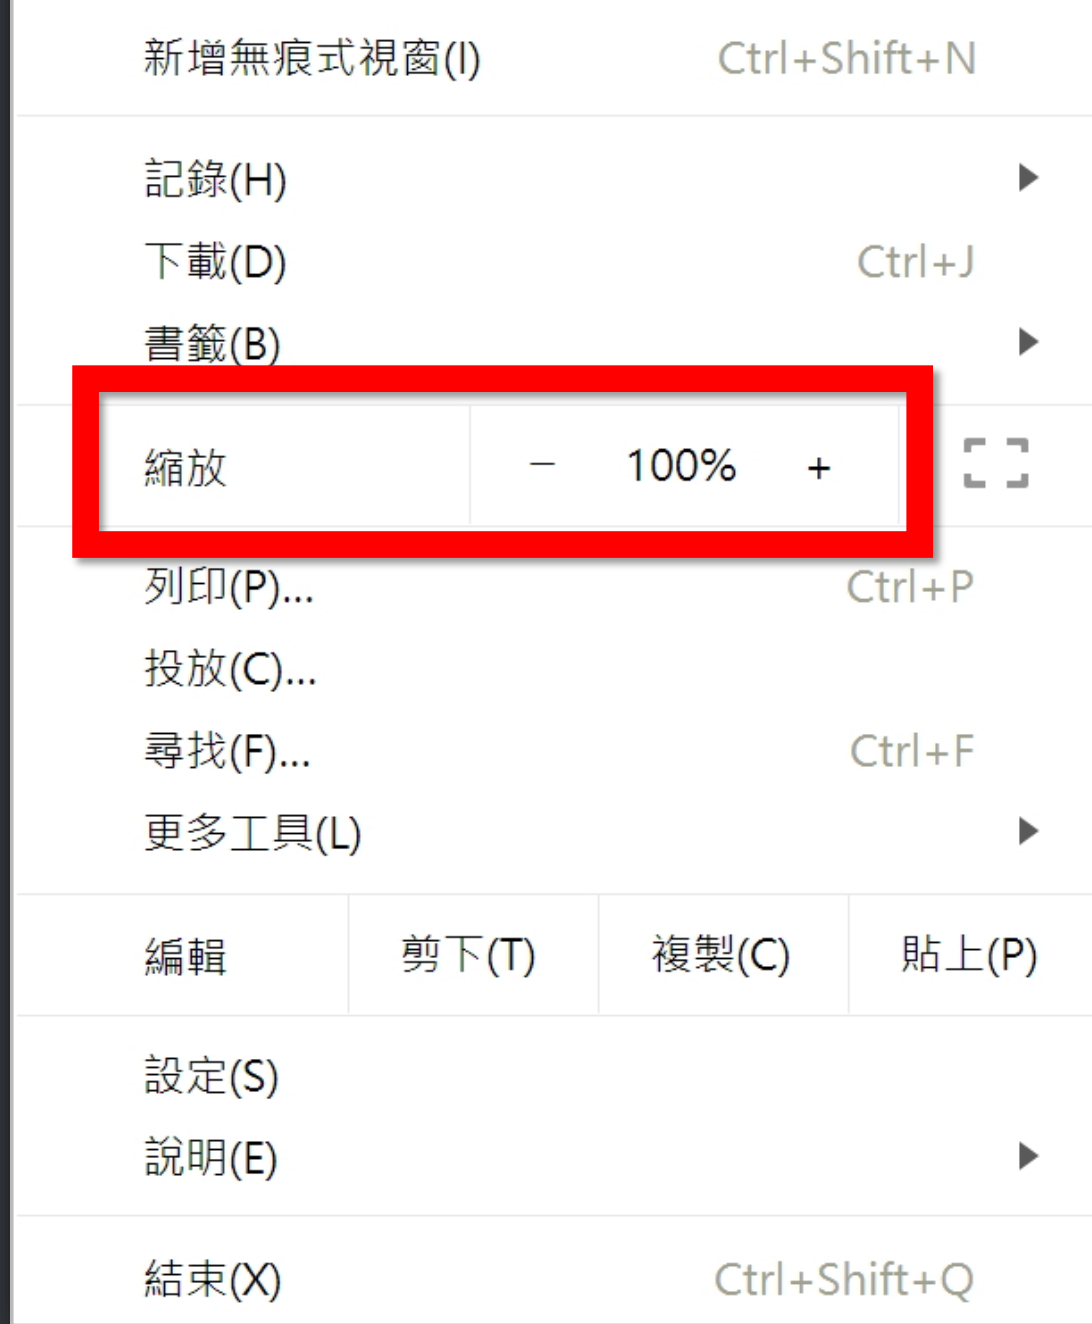 新增無痕式視窗(I) Ctrl+Shift+N
記錄(H)
下載(D) Ctrl+J
書籤(B)
縮放 − 100% +
列印(P)... Ctrl+P
投放(C)...
尋找(F)... Ctrl+F
更多工具(L)
編輯 剪下(T) 複製(C) 貼上(P)
設定(S)
說明(E)
結束(X) Ctrl+Shift+Q